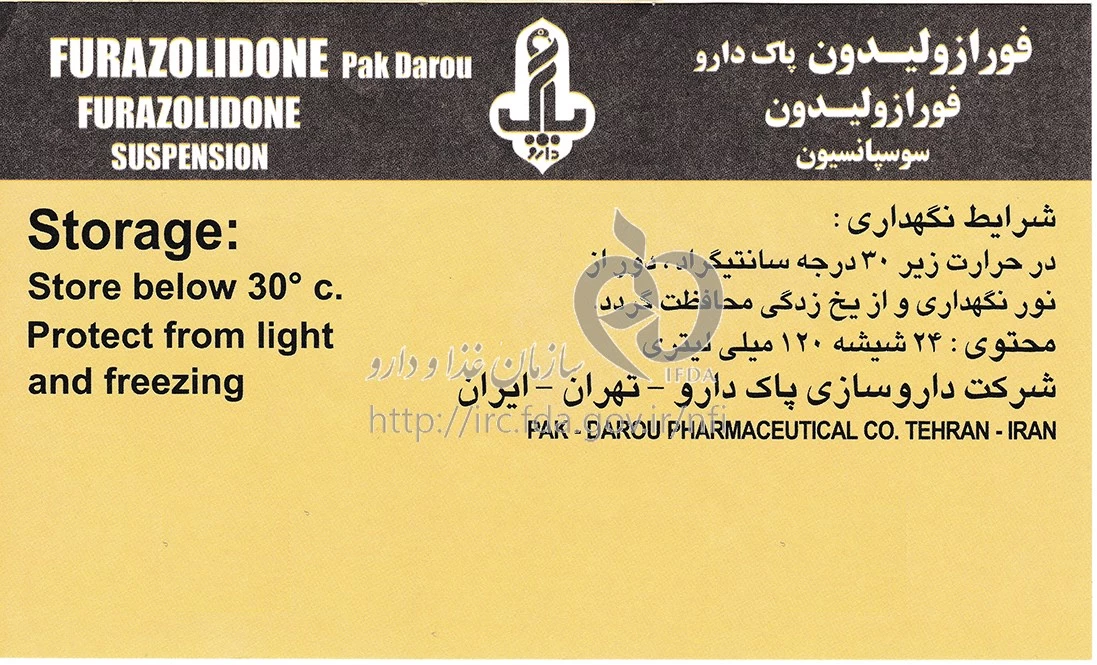 FURAZOLIDONE Pak Darou
FURAZOLIDONE
SUSPENSION
دارو
فورازولیدون پاک دارو
فورازولیدون
سوسپانسیون
Storage:
Store below 30° c.
Protect from light
and freezing
شرایط نگهداری :
در حرارت زیر ۳۰ درجه سانتیگراد ، دور از
نور نگهداری و از یخ زدگی محافظت گردد.
محتوی : ۲۴ شیشه ۱۲۰ میلی لیتری
شرکت داروسازی پاک دارو – تهران – ایران
PAK - DAROU PHARMACEUTICAL CO. TEHRAN - IRAN
IFDA
سازمان غذا و دارو
http://irc.fda.gov.ir/nfi